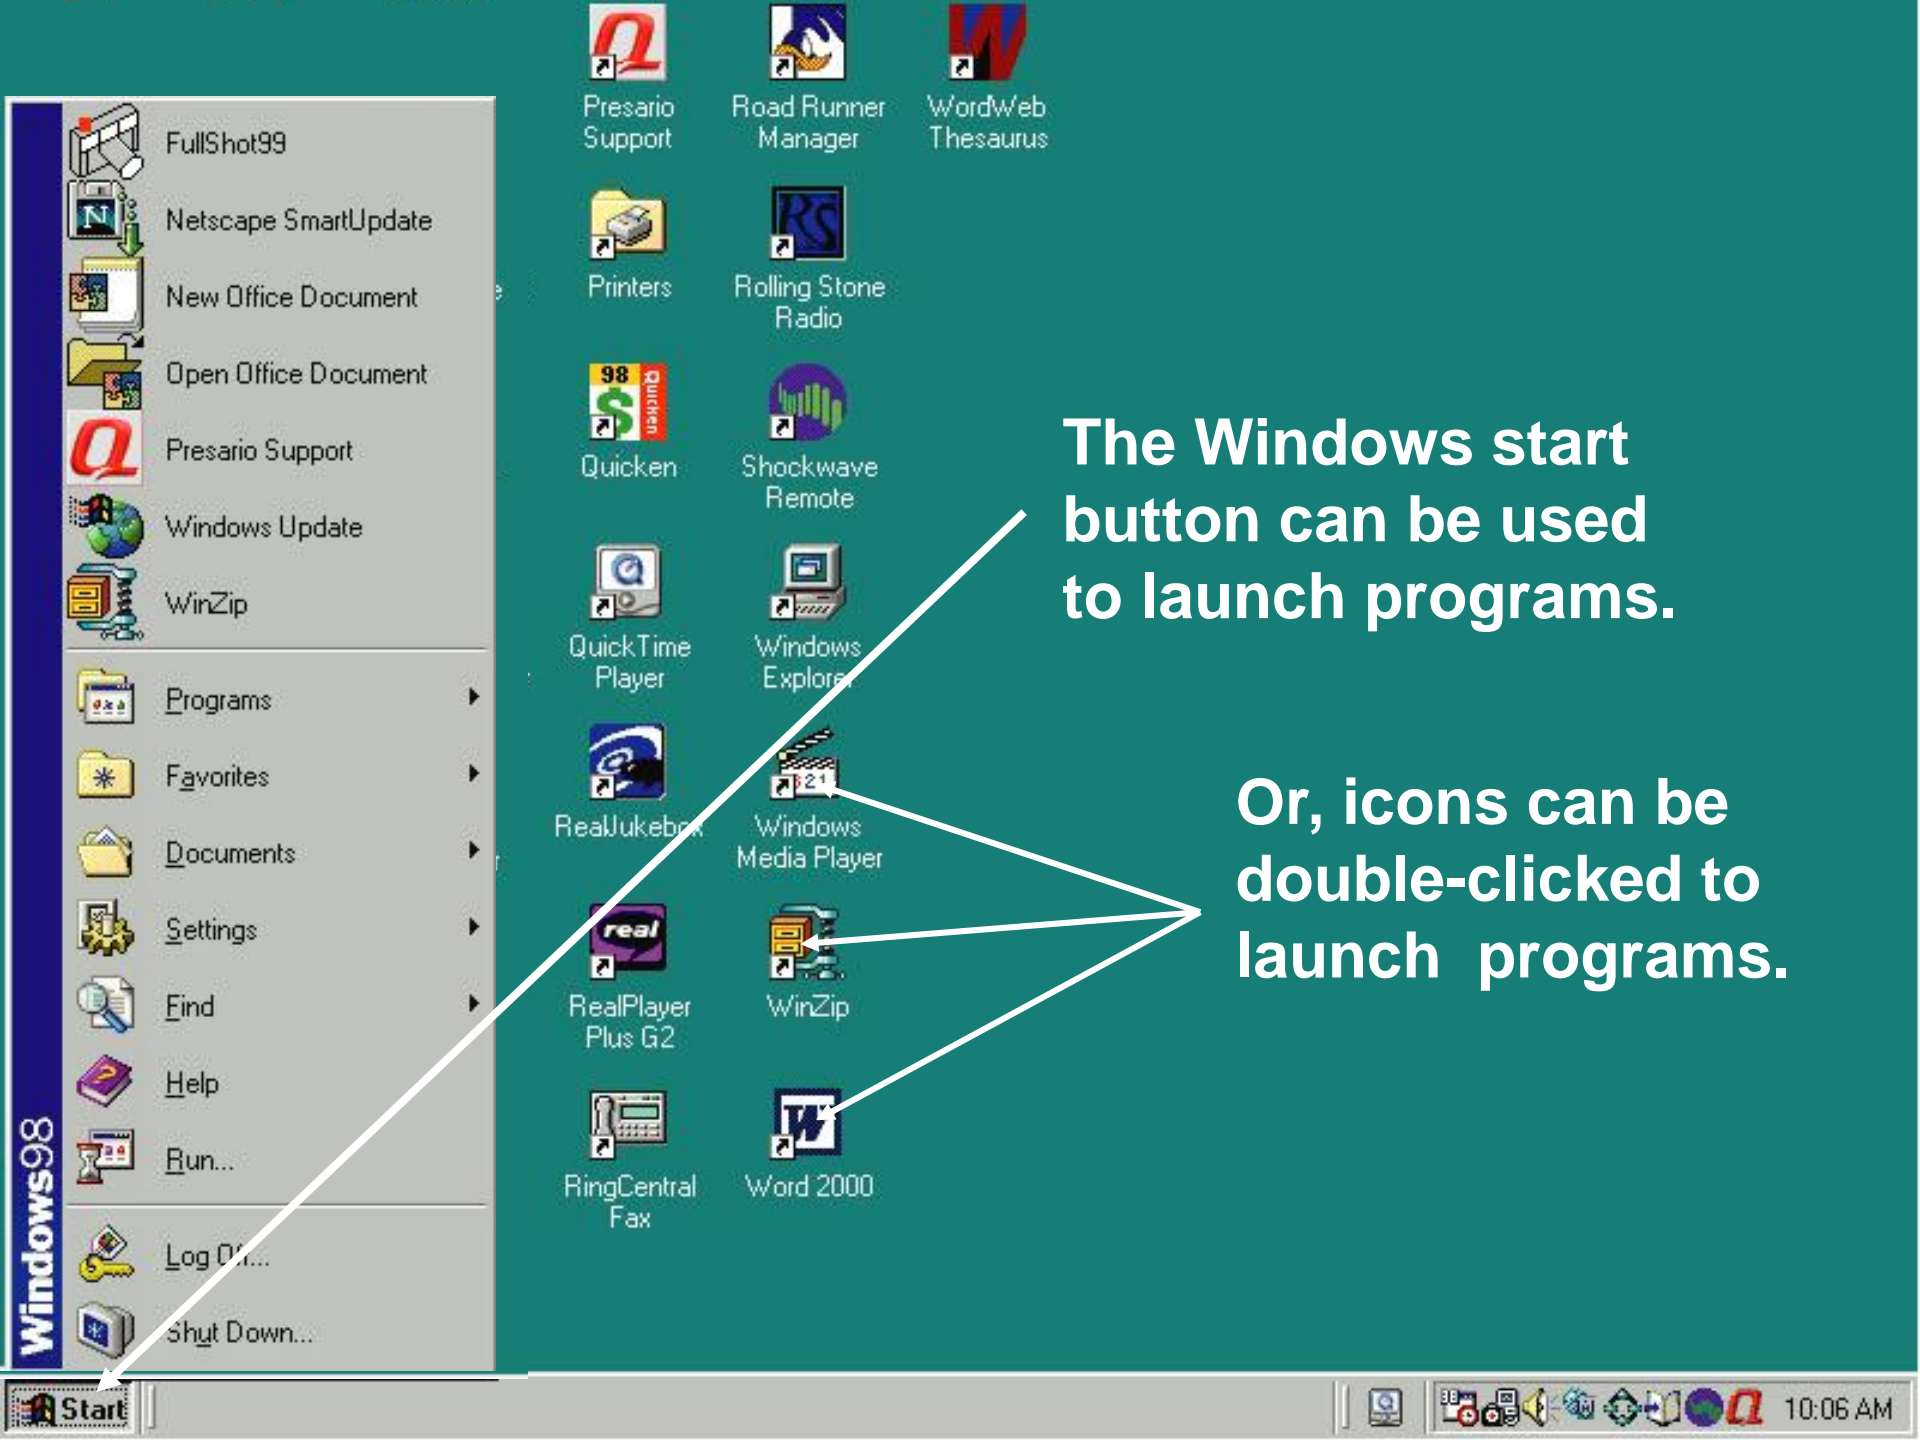 FullShot99
Netscape SmartUpdate
New Office Document
Open Office Document
Presario Support
Windows Update
WinZip
Programs
Favorites
Documents
Settings
Find
Help
Run...
Log Off...
Shut Down...
Windows98
Start
Presario
Support
Road Runner
Manager
WordWeb
Thesaurus
Printers
Rolling Stone
Radio
98
Quicken
Quicken
Shockwave
Remote
QuickTime
Player
Windows
Explorer
RealJukebox
Windows
Media Player
real
RealPlayer
Plus G2
WinZip
RingCentral
Fax
Word 2000
The Windows start
button can be used
to launch programs.
Or, icons can be
double-clicked to
launch  programs.
10:06 AM